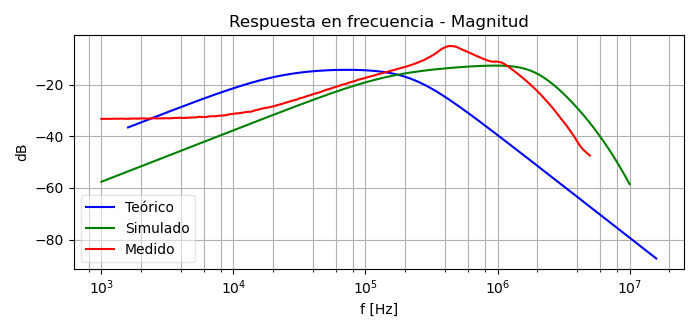 Respuesta en frecuencia - Magnitud
dB
−20
−40
−60
−80
Teórico
Simulado
Medido
10³ 10⁴ 10⁵ 10⁶ 10⁷
f [Hz]